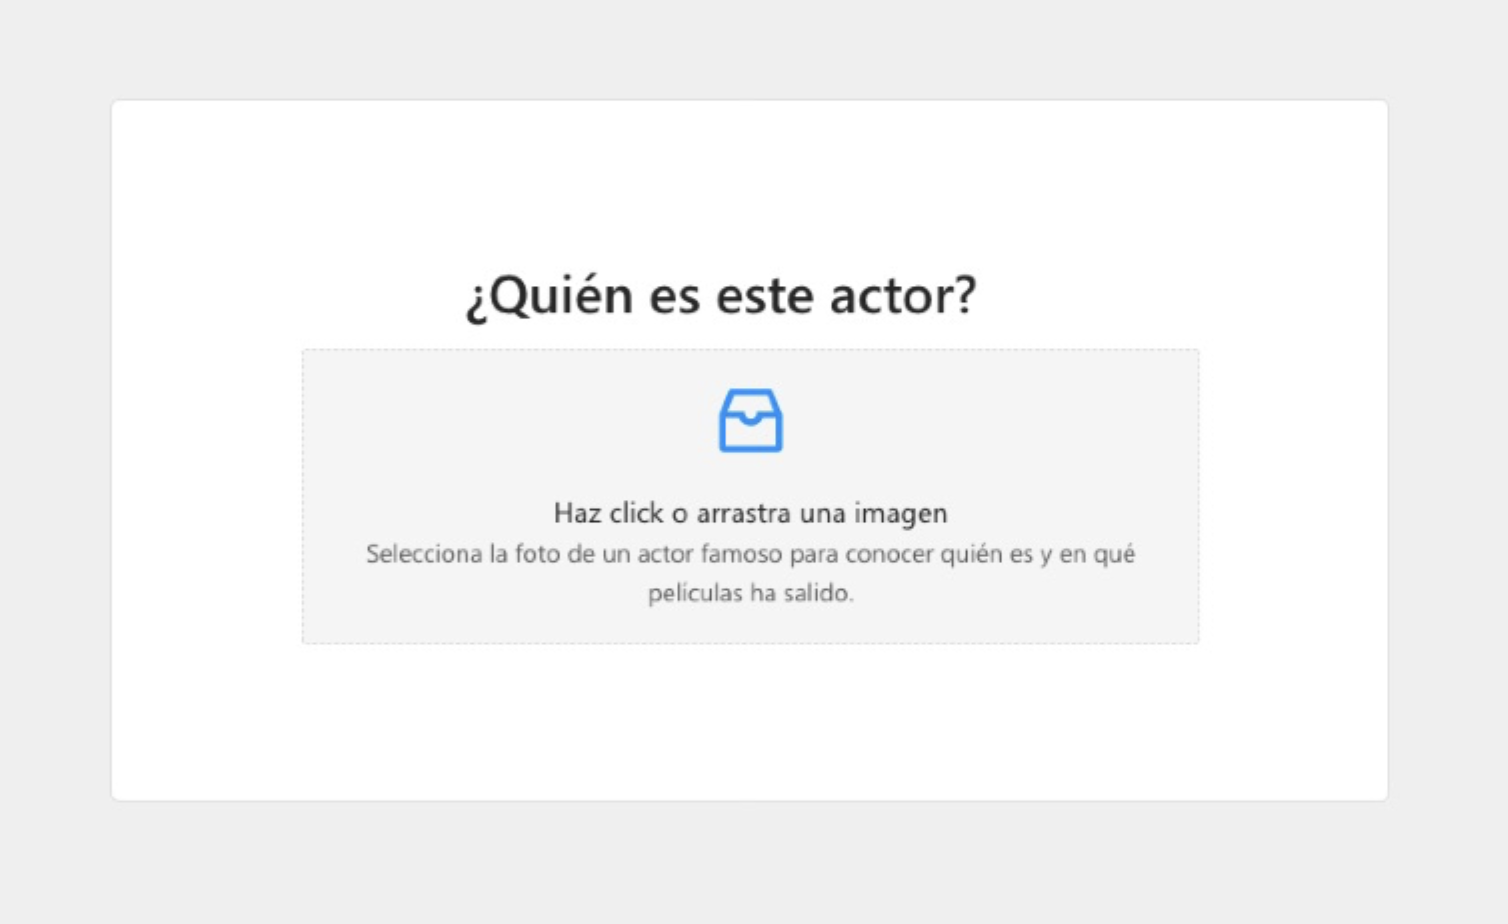 ¿Quién es este actor?
Haz click o arrastra una imagen
Selecciona la foto de un actor famoso para conocer quién es y en qué
películas ha salido.